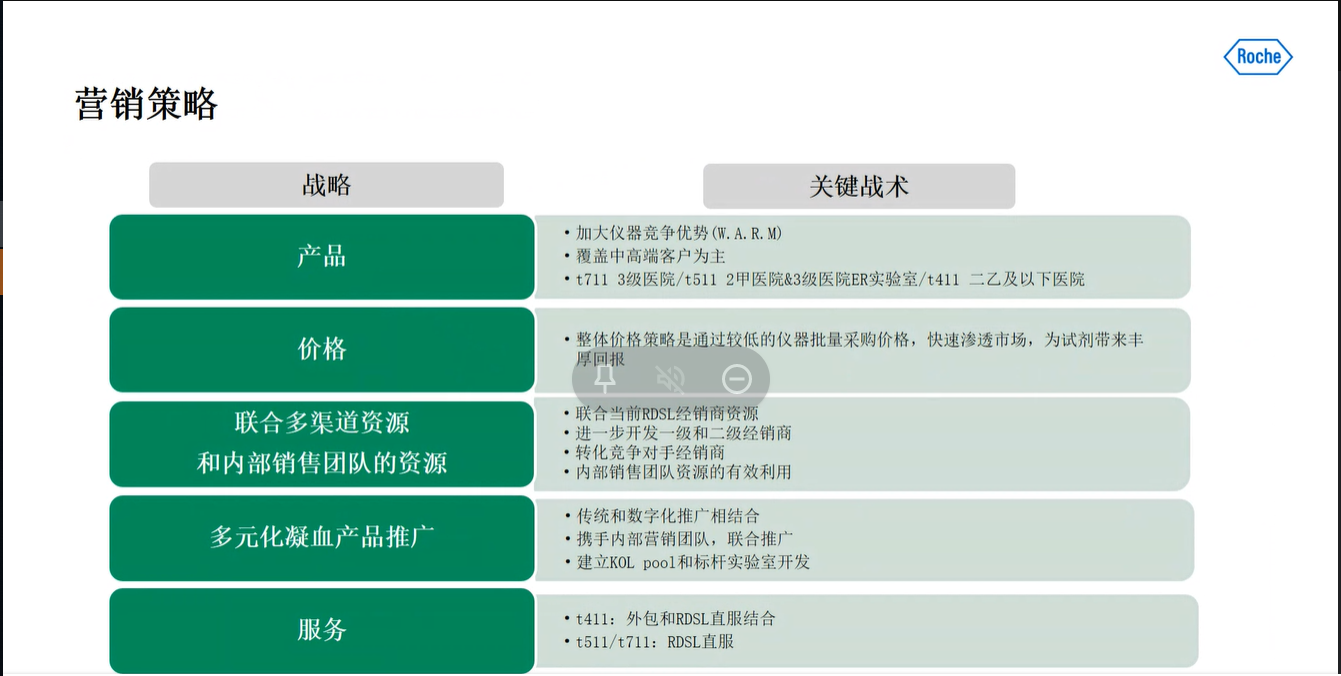 Roche
营销策略
战略
关键战术
产品
• 加大仪器竞争优势(W.A.R.M)
• 覆盖中高端客户为主
• t711 3级医院/t511 2甲医院&3级医院ER实验室/t411 二乙及以下医院
价格
• 整体价格策略是通过较低的仪器批量采购价格，快速渗透市场，为试剂带来丰
厚回报
联合多渠道资源
和内部销售团队的资源
• 联合当前RDSL经销商资源
• 进一步开发一级和二级经销商
• 转化竞争对手经销商
• 内部销售团队资源的有效利用
多元化凝血产品推广
• 传统和数字化推广相结合
• 携手内部营销团队，联合推广
• 建立KOL pool和标杆实验室开发
服务
• t411：外包和RDSL直服结合
• t511/t711：RDSL直服